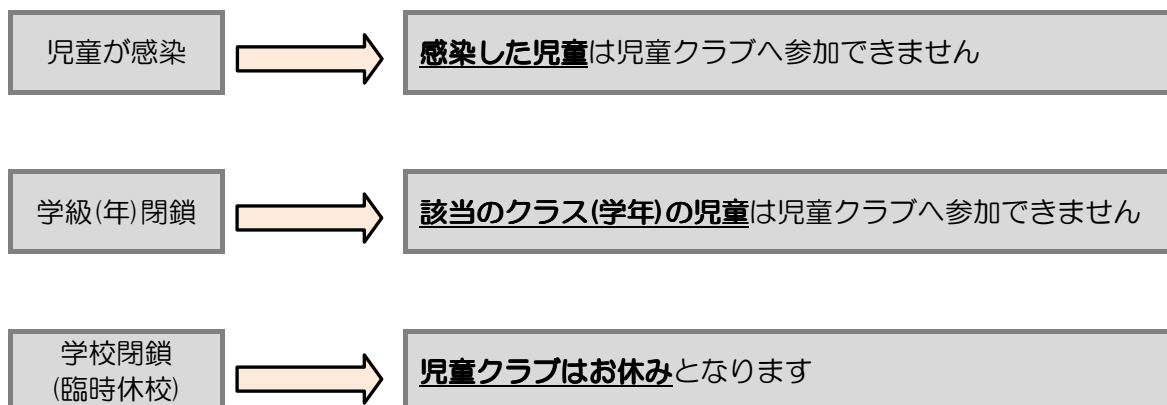 児童が感染
感染した児童は児童クラブへ参加できません
学級(年)閉鎖
該当のクラス(学年)の児童は児童クラブへ参加できません
学校閉鎖
(臨時休校)
児童クラブはお休みとなります